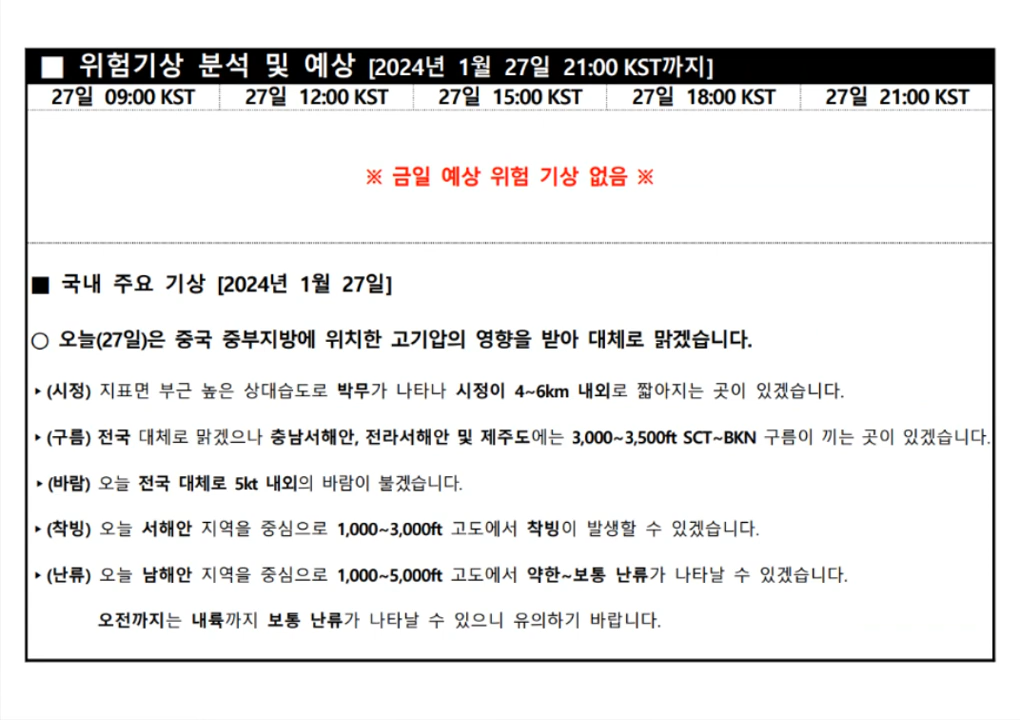 ■ 위험기상 분석 및 예상 [2024년 1월 27일 21:00 KST까지]
27일 09:00 KST 27일 12:00 KST 27일 15:00 KST 27일 18:00 KST 27일 21:00 KST
※ 금일 예상 위험 기상 없음 ※
■ 국내 주요 기상 [2024년 1월 27일]
○ 오늘(27일)은 중국 중부지방에 위치한 고기압의 영향을 받아 대체로 맑겠습니다.
▸(시정) 지표면 부근 높은 상대습도로 박무가 나타나 시정이 4~6km 내외로 짧아지는 곳이 있겠습니다.
▸(구름) 전국 대체로 맑겠으나 충남서해안, 전라서해안 및 제주도에는 3,000~3,500ft SCT~BKN 구름이 끼는 곳이 있겠습니다.
▸(바람) 오늘 전국 대체로 5kt 내외의 바람이 불겠습니다.
▸(착빙) 오늘 서해안 지역을 중심으로 1,000~3,000ft 고도에서 착빙이 발생할 수 있겠습니다.
▸(난류) 오늘 남해안 지역을 중심으로 1,000~5,000ft 고도에서 약한~보통 난류가 나타날 수 있겠습니다.
오전까지는 내륙까지 보통 난류가 나타날 수 있으니 유의하기 바랍니다.